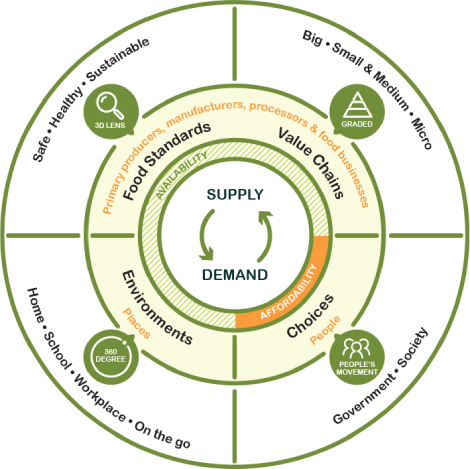 Safe • Healthy • Sustainable
Big • Small & Medium • Micro
3D LENS
GRADED
Primary producers, manufacturers, processors & food businesses
Food Standards
Value Chains
AVAILABILITY
SUPPLY
DEMAND
AFFORDABILITY
Environments
Places
Choices
People
360
DEGREE
PEOPLE'S
MOVEMENT
Home • School • Workplace • On the go
Government • Society